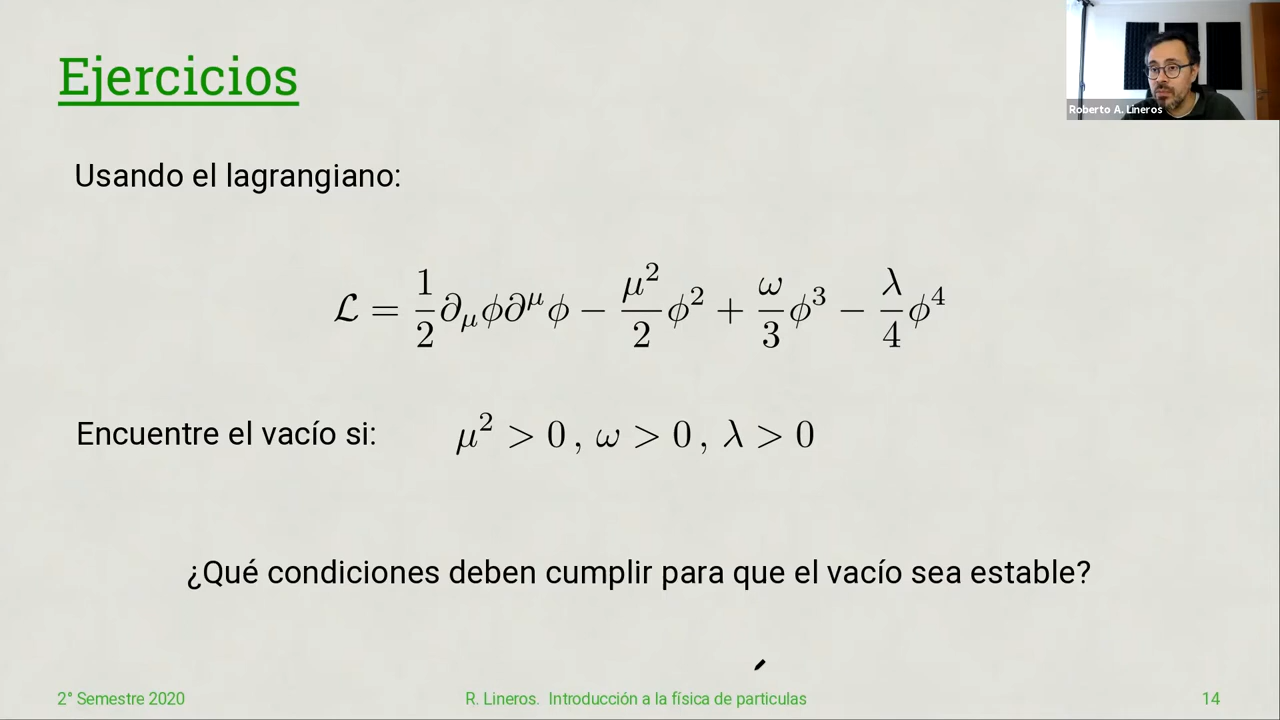 Ejercicios
Roberto A. Lineros
Usando el lagrangiano:
ℒ = 1/2 ∂_μ ϕ ∂^μ ϕ − μ²/2 ϕ² + ω/3 ϕ³ − λ/4 ϕ⁴
Encuentre el vacío si: μ² > 0 , ω > 0 , λ > 0
¿Qué condiciones deben cumplir para que el vacío sea estable?
2° Semestre 2020 R. Lineros. Introducción a la física de particulas 14